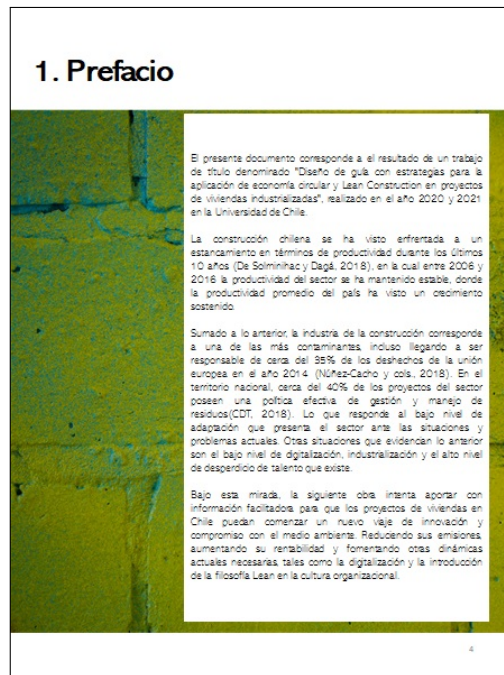 1. Prefacio
El presente documento corresponde a el resultado de un trabajo
de título denominado "Diseño de guía con estrategias para la
aplicación de economía circular y Lean Construction en proyectos
de viviendas industrializadas", realizado en el año 2020 y 2021
en la Universidad de Chile.
La construcción chilena se ha visto enfrentada a un
estancamiento en términos de productividad durante los últimos
10 años (De Solminihac y Dagá, 2018), en la cual entre 2006 y
2016 la productividad del sector se ha mantenido estable, donde
la productividad promedio del país ha visto un crecimiento
sostenido.
Sumado a lo anterior, la industria de la construcción corresponde
a una de las más contaminantes, incluso llegando a ser
responsable de cerca del 35% de los deshechos de la unión
europea en el año 2014 (Núñez-Cacho y cols., 2018). En el
territorio nacional, cerca del 40% de los proyectos del sector
poseen una política efectiva de gestión y manejo de
residuos(CDT, 2018). Lo que responde al bajo nivel de
adaptación que presenta el sector ante las situaciones y
problemas actuales. Otras situaciones que evidencian lo anterior
son el bajo nivel de digitalización, industrialización y el alto nivel
de desperdicio de talento que existe.
Bajo esta mirada, la siguiente obra intenta aportar con
información facilitadora para que los proyectos de viviendas en
Chile puedan comenzar un nuevo viaje de innovación y
compromiso con el medio ambiente. Reduciendo sus emisiones,
aumentando su rentabilidad y fomentando otras dinámicas
actuales necesarias, tales como la digitalización y la introducción
de la filosofía Lean en la cultura organizacional.
4